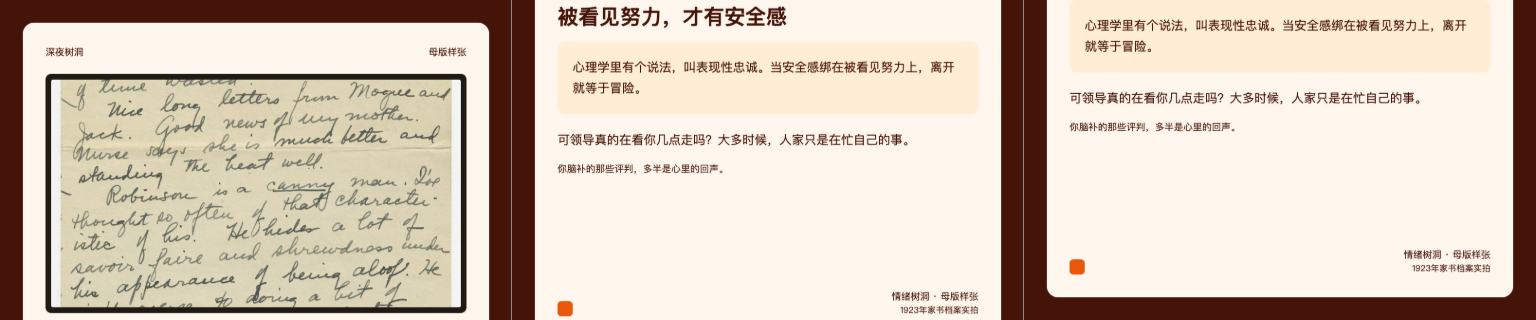 深夜树洞
母版样张
of time wasted.
Nice long letters from Mogue and
Jack. Good news of my mother.
Nurse says she is much better and
standing the heat well.
Robinson is a canny man. I've
thought so often of that character-
istic of his. He hides a lot of
savoir faire and shrewdness under
his appearance of being aloof. He
to doing a bit of
被看见努力，才有安全感
心理学里有个说法，叫表现性忠诚。当安全感绑在被看见努力上，离开
就等于冒险。
可领导真的在看你几点走吗？大多时候，人家只是在忙自己的事。
你脑补的那些评判，多半是心里的回声。
情绪树洞 · 母版样张
1923年家书档案实拍
心理学里有个说法，叫表现性忠诚。当安全感绑在被看见努力上，离开
就等于冒险。
可领导真的在看你几点走吗？大多时候，人家只是在忙自己的事。
你脑补的那些评判，多半是心里的回声。
情绪树洞 · 母版样张
1923年家书档案实拍